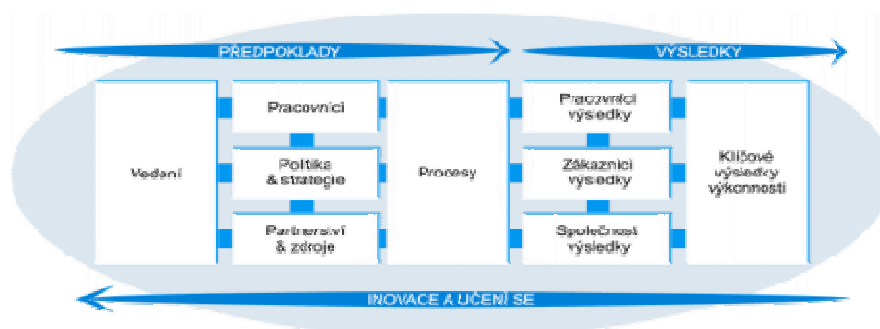 PŘEDPOKLADY
VÝSLEDKY
Vedení
Pracovníci
Politika
& strategie
Partnerství
& zdroje
Procesy
Pracovníci
výsledky
Zákazníci
výsledky
Společnost
výsledky
Klíčové
výsledky
výkonnosti
INOVACE A UČENÍ SE